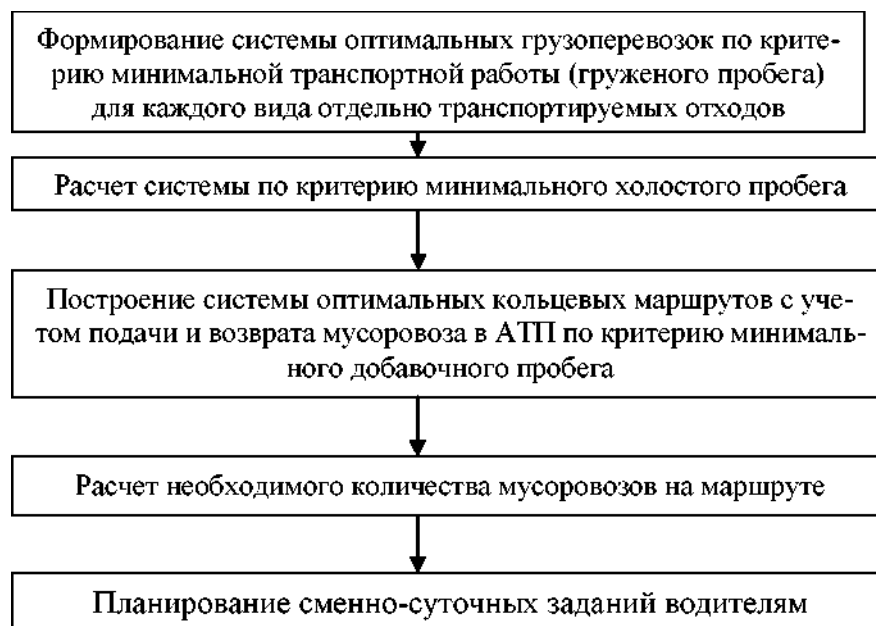 Формирование системы оптимальных грузоперевозок по крите-
рию минимальной транспортной работы (груженого пробега)
для каждого вида отдельно транспортируемых отходов
Расчет системы по критерию минимального холостого пробега
Построение системы оптимальных кольцевых маршрутов с уче-
том подачи и возврата мусоровоза в АТП по критерию минималь-
ного добавочного пробега
Расчет необходимого количества мусоровозов на маршруте
Планирование сменно-суточных заданий водителям